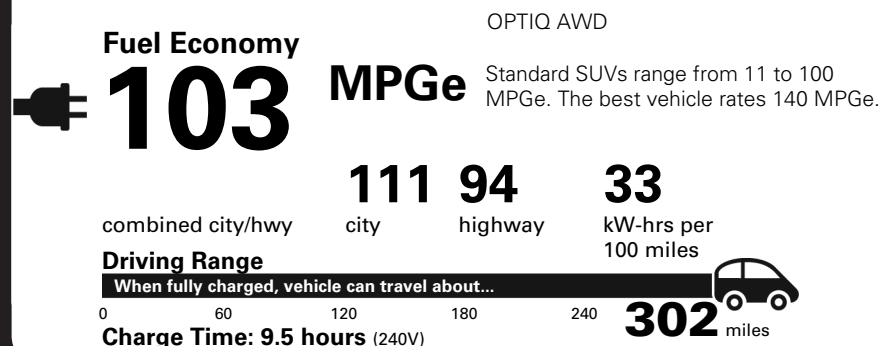 OPTIQ AWD
Fuel Economy
103
MPGe
Standard SUVs range from 11 to 100
MPGe. The best vehicle rates 140 MPGe.
111 94 33
combined city/hwy city highway kW-hrs per
100 miles
Driving Range
When fully charged, vehicle can travel about...
0 60 120 180 240 302 miles
Charge Time: 9.5 hours (240V)